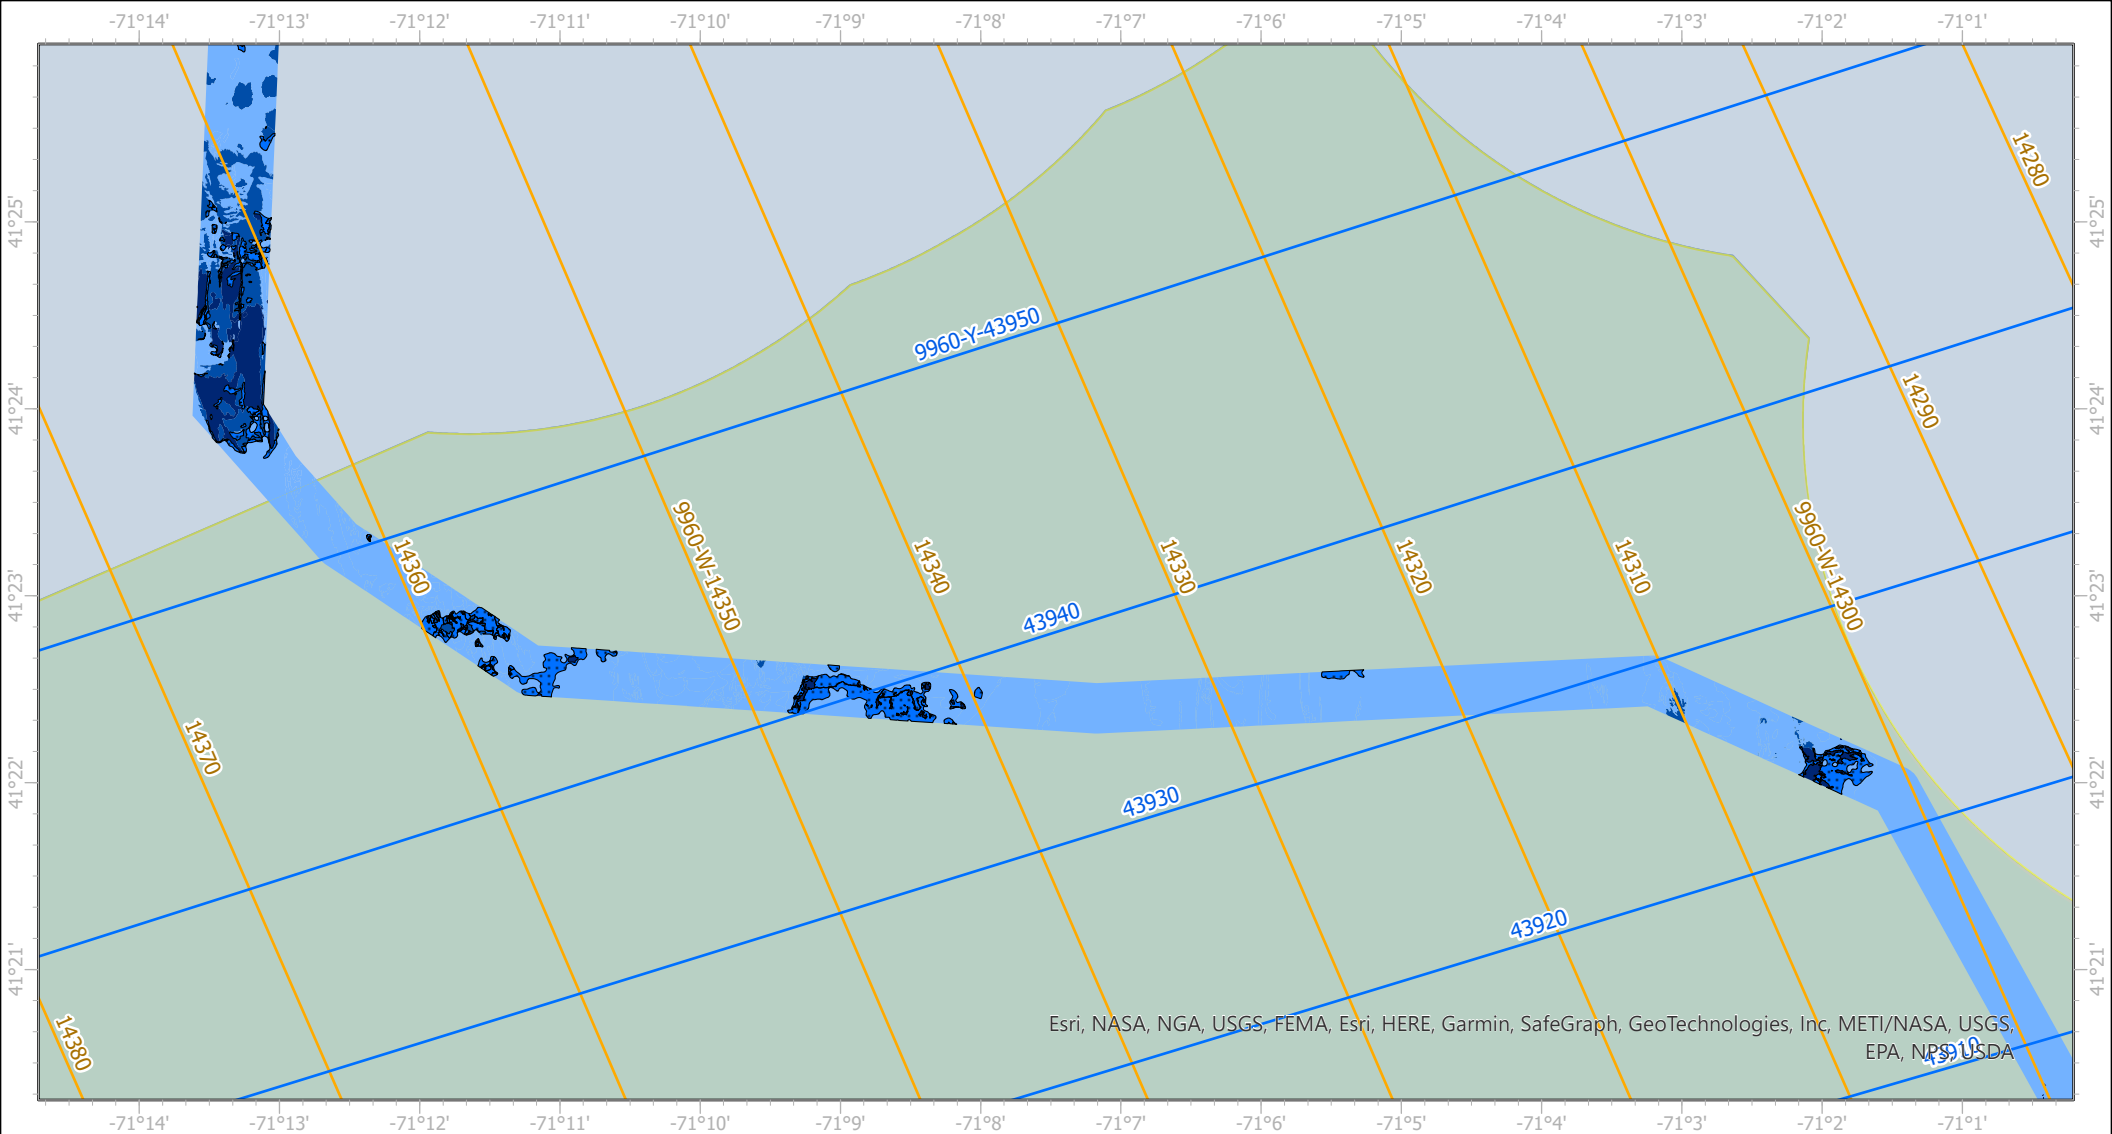 -71°14' -71°13' -71°12' -71°11' -71°10' -71°9' -71°8' -71°7' -71°6' -71°5' -71°4' -71°3' -71°2' -71°1'
14280
41°25' 41°25'
9960-Y-43950
41°24' 14290 41°24'
9960-W-14350
9960-W-14300
14360 14340 14330 14320 14310
41°23' 41°23'
43940
14370
41°22' 41°22'
43930
43920
41°21' 41°21'
14380
Esri, NASA, NGA, USGS, FEMA, Esri, HERE, Garmin, SafeGraph, GeoTechnologies, Inc, METI/NASA, USGS,
EPA, NPS, USDA
43910
-71°14' -71°13' -71°12' -71°11' -71°10' -71°9' -71°8' -71°7' -71°6' -71°5' -71°4' -71°3' -71°2' -71°1'